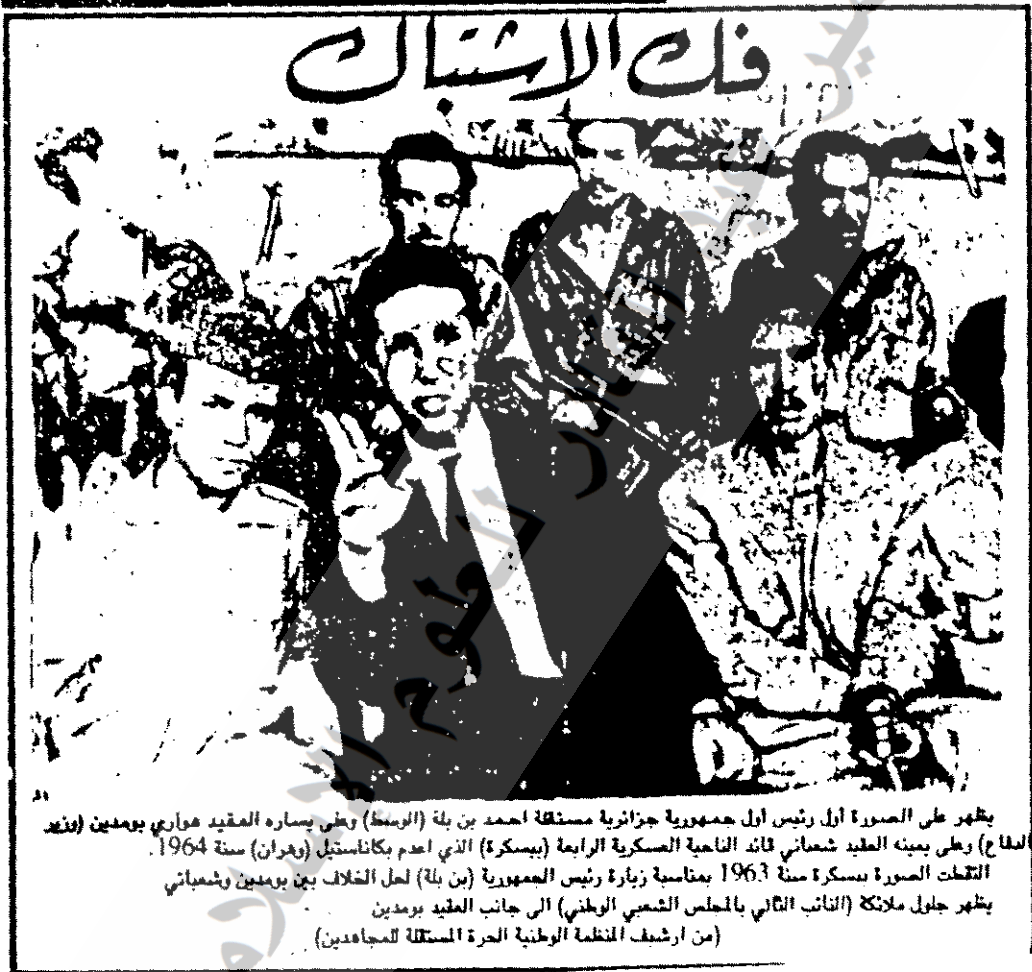 فك الاشتباك
يظهر على الصورة أول رئيس أول جمهورية جزائرية مستقلة احمد بن بلة (الوسط) وعلى يساره العقيد هواري بومدين (وزير
الدفاع) وعلى يمينه العقيد شعباني قائد الناحية العسكرية الرابعة (ببسكرة) الذي اعدم بكاناستيل (وهران) سنة 1964.
التقطت الصورة ببسكرة سنة 1963 بمناسبة زيارة رئيس الجمهورية (بن بلة) لحل الخلاف بين بومدين وشعباني
يظهر جلول ملائكة (النائب الثاني بالمجلس الشعبي الوطني) الى جانب العقيد بومدين
(من ارشيف المنظمة الوطنية الحرة المستقلة للمجاهدين)